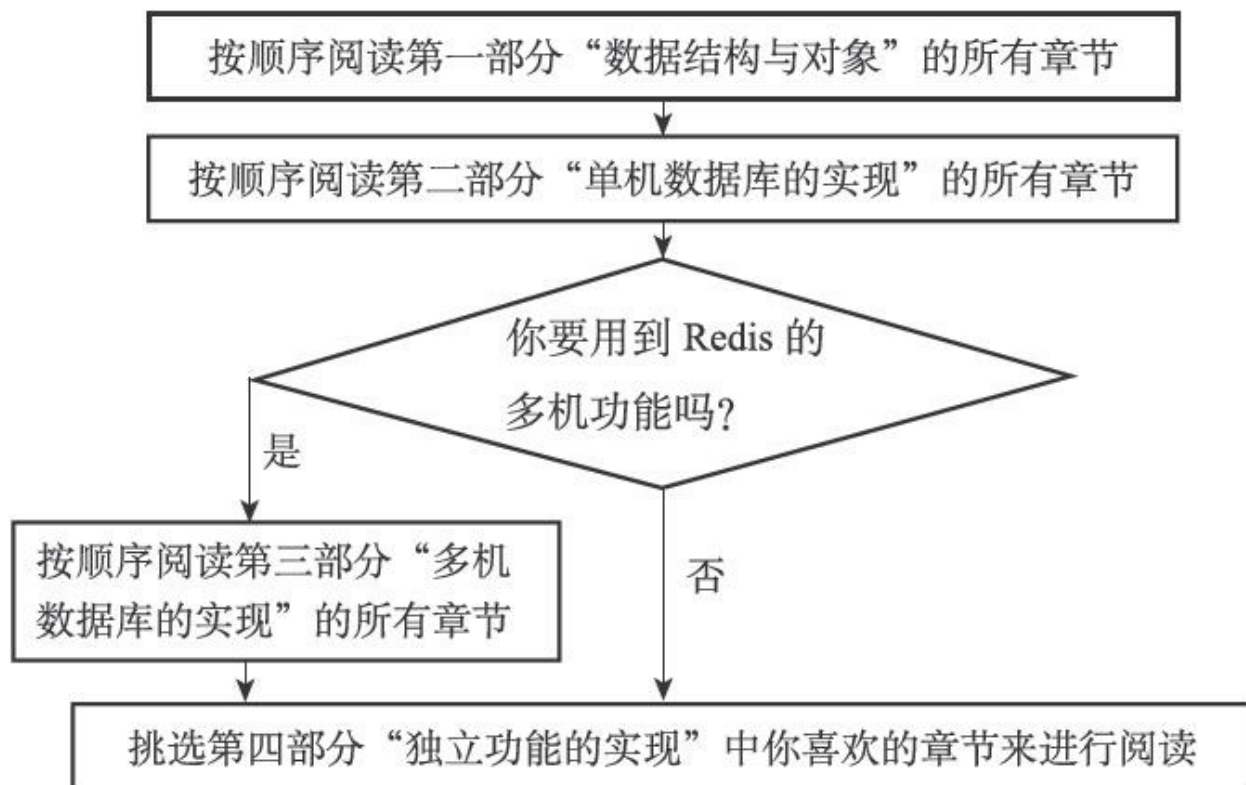 按顺序阅读第一部分“数据结构与对象”的所有章节
按顺序阅读第二部分“单机数据库的实现”的所有章节
你要用到 Redis 的
多机功能吗？
是
按顺序阅读第三部分“多机
数据库的实现”的所有章节
否
挑选第四部分“独立功能的实现”中你喜欢的章节来进行阅读